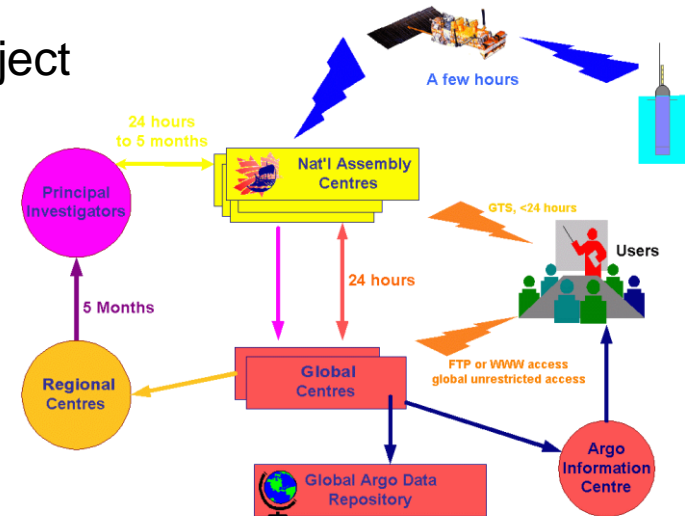 ject
A few hours
24 hours
to 5 months
Nat'l Assembly
Centres
Principal
Investigators
GTS, <24 hours
Users
24 hours
5 Months
FTP or WWW access
global unrestricted access
Global
Centres
Regional
Centres
Argo
Information
Centre
Global Argo Data
Repository